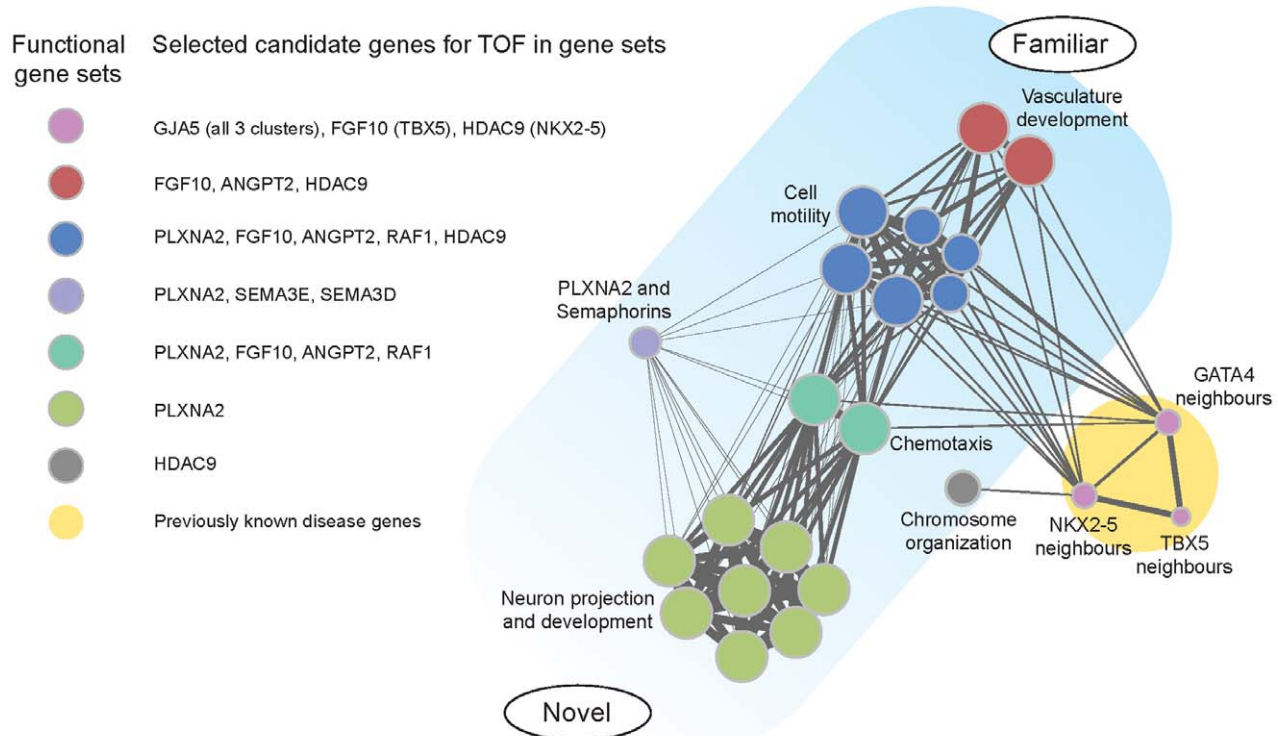 Functional
gene sets
Selected candidate genes for TOF in gene sets
GJA5 (all 3 clusters), FGF10 (TBX5), HDAC9 (NKX2-5)
FGF10, ANGPT2, HDAC9
PLXNA2, FGF10, ANGPT2, RAF1, HDAC9
PLXNA2, SEMA3E, SEMA3D
PLXNA2, FGF10, ANGPT2, RAF1
PLXNA2
HDAC9
Previously known disease genes
Familiar
Vasculature
development
Cell
motility
PLXNA2 and
Semaphorins
GATA4
neighbours
Chemotaxis
Chromosome
organization
NKX2-5
neighbours
TBX5
neighbours
Neuron projection
and development
Novel